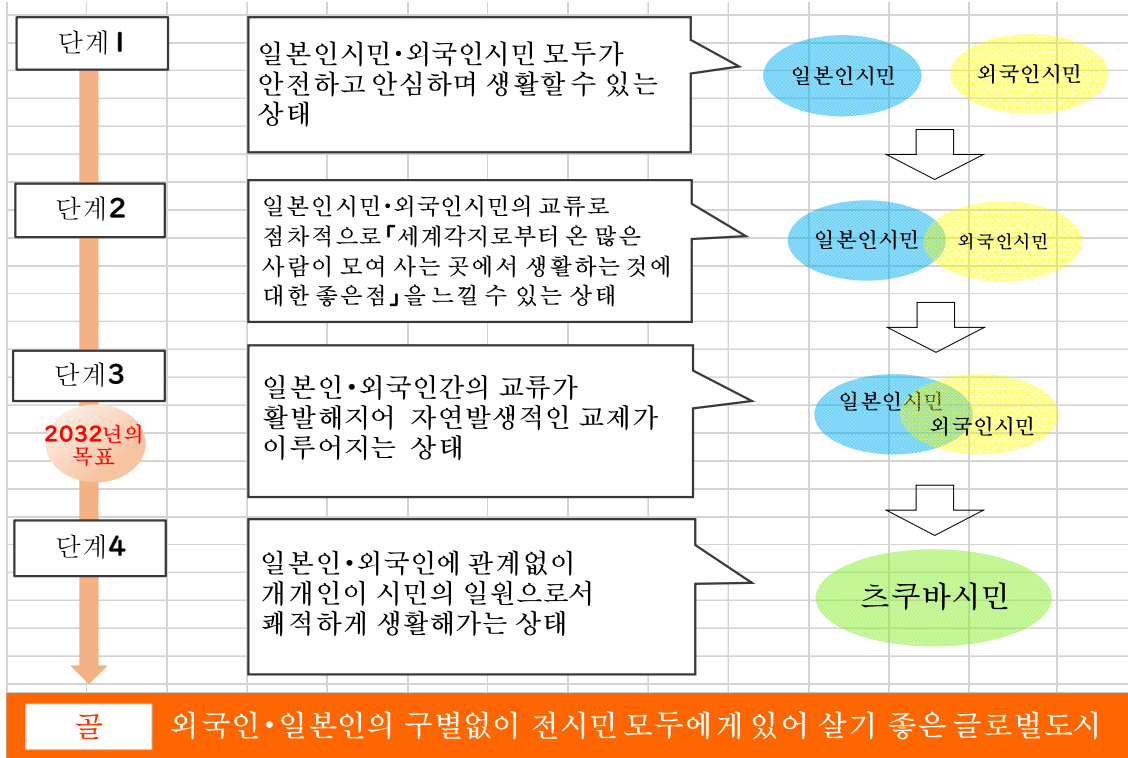 단계1
일본인시민・외국인시민 모두가
안전하고 안심하며 생활할 수 있는
상태
일본인시민
외국인시민
단계2
일본인시민・외국인시민의 교류로
점차적으로「세계각지로부터 온 많은
사람이 모여 사는 곳에서 생활하는 것에
대한 좋은점」을 느낄 수 있는 상태
일본인시민
외국인시민
단계3
2032년의
목표
일본인・외국인간의 교류가
활발해지어 자연발생적인 교제가
이루어지는 상태
일본인시민
외국인시민
단계4
일본인・외국인에 관계없이
개개인이 시민의 일원으로서
쾌적하게 생활해가는 상태
츠쿠바시민
골
외국인・일본인의 구별없이 전시민 모두에게 있어 살기 좋은 글로벌도시